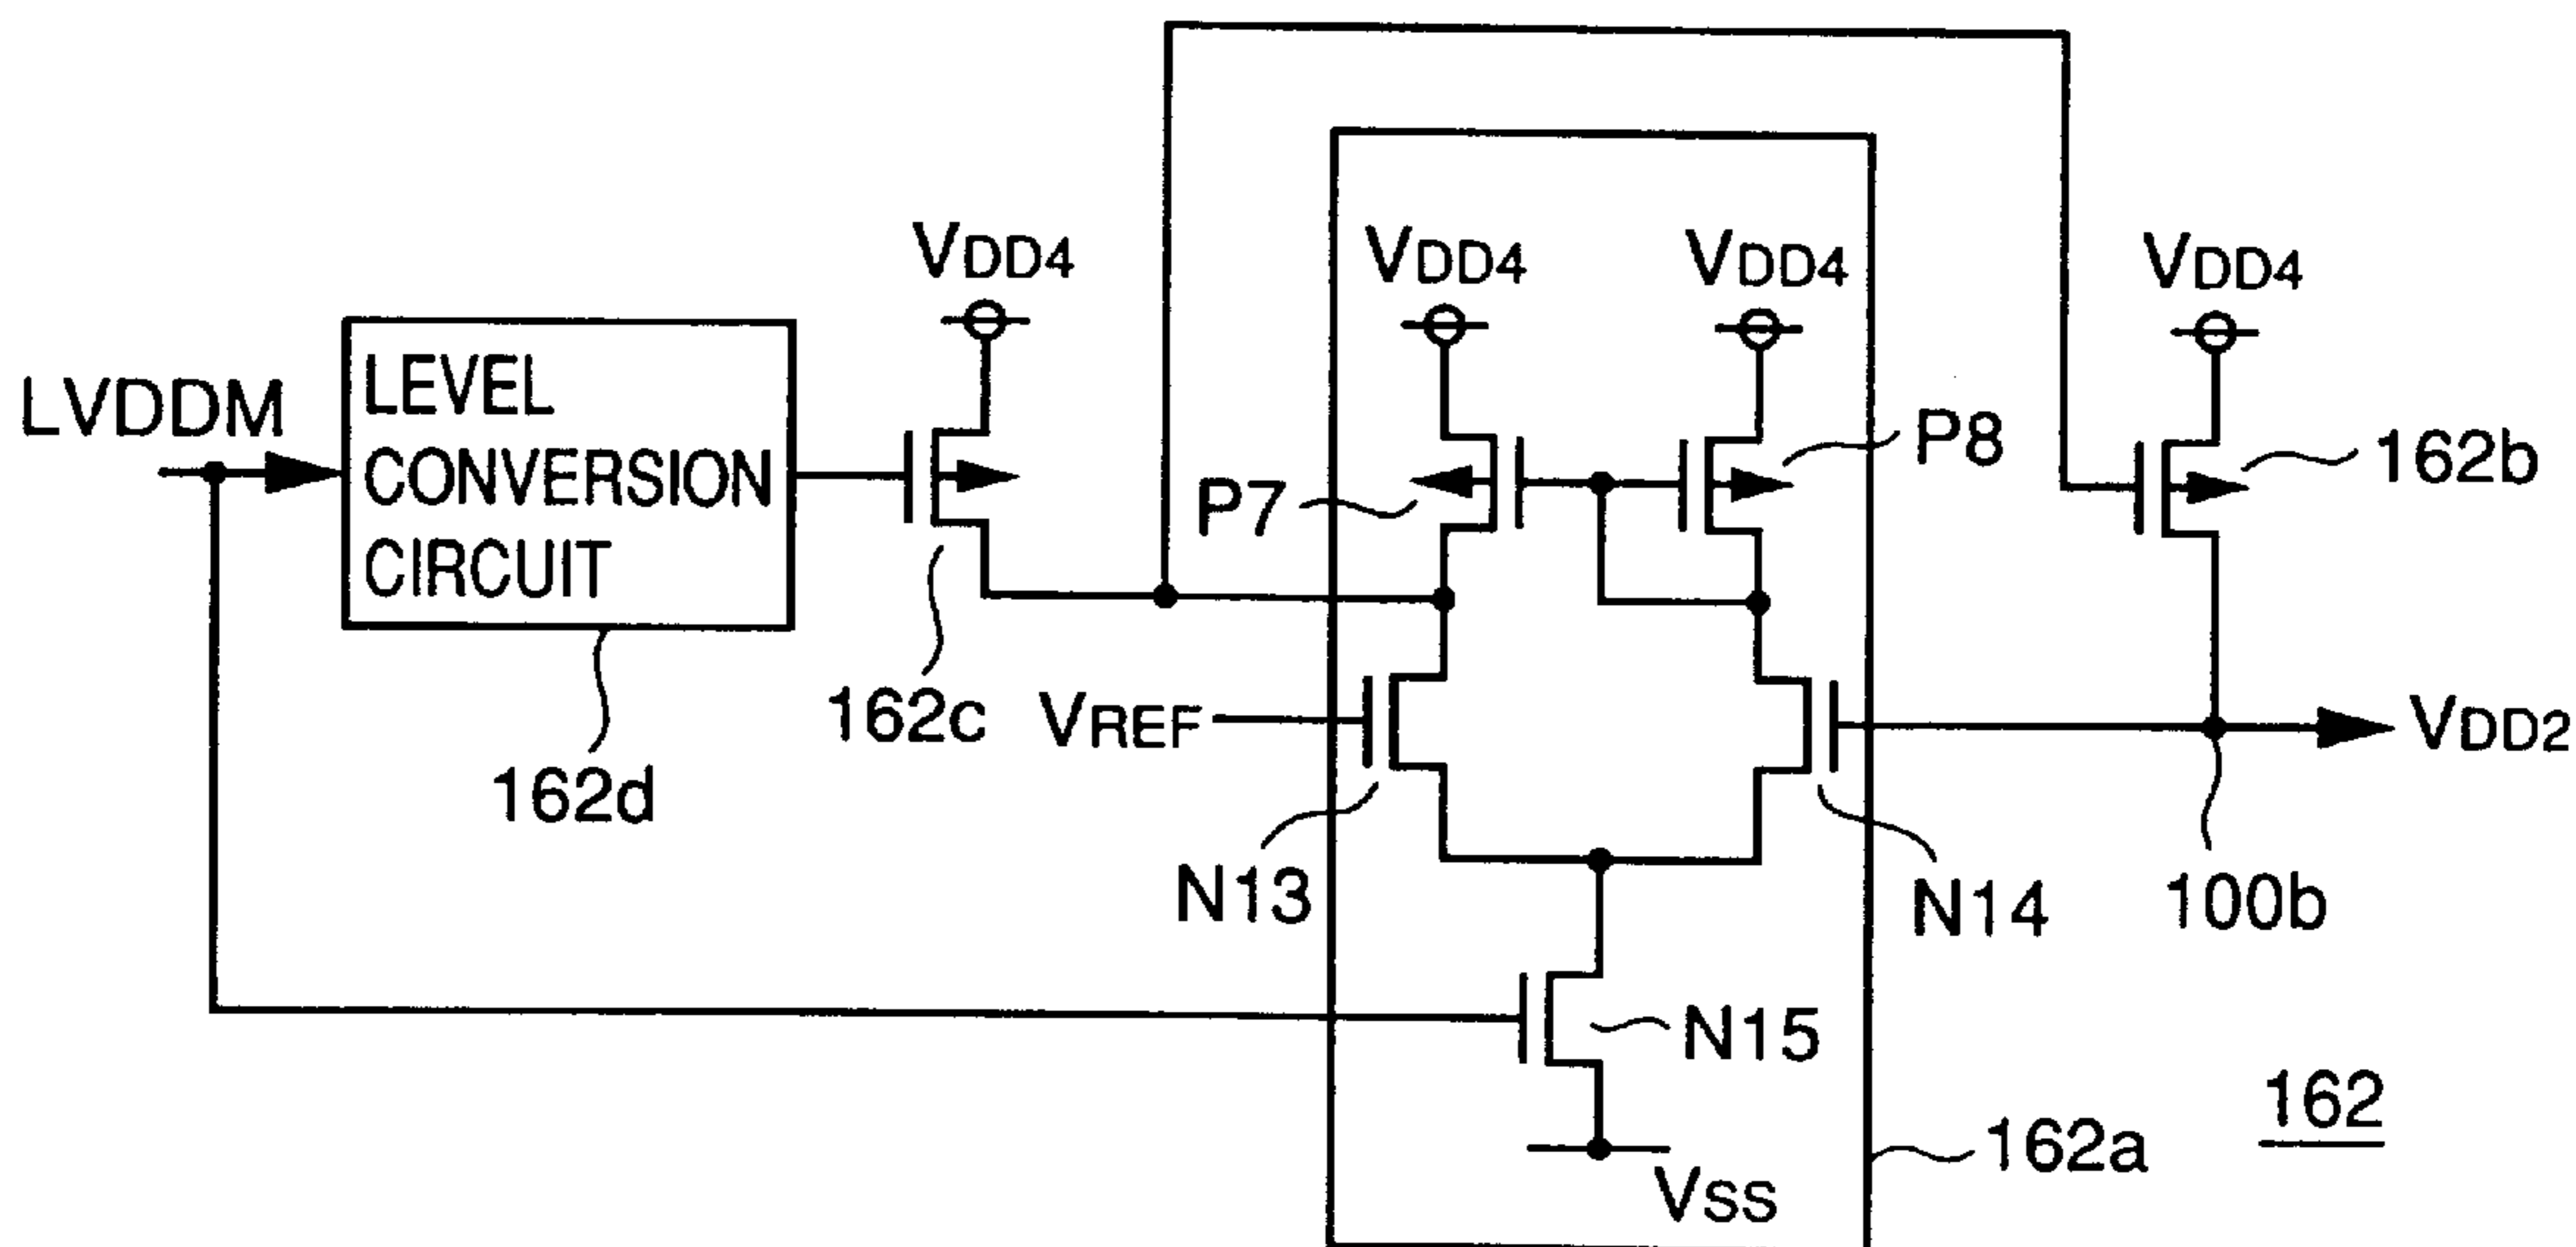 VDD4
VDD4
VDD4
VDD4
LVDDM
LEVEL
CONVERSION
CIRCUIT
P7
P8
162b
162c
VREF
VDD2
162d
N13
N14
100b
N15
162
162a
VSS